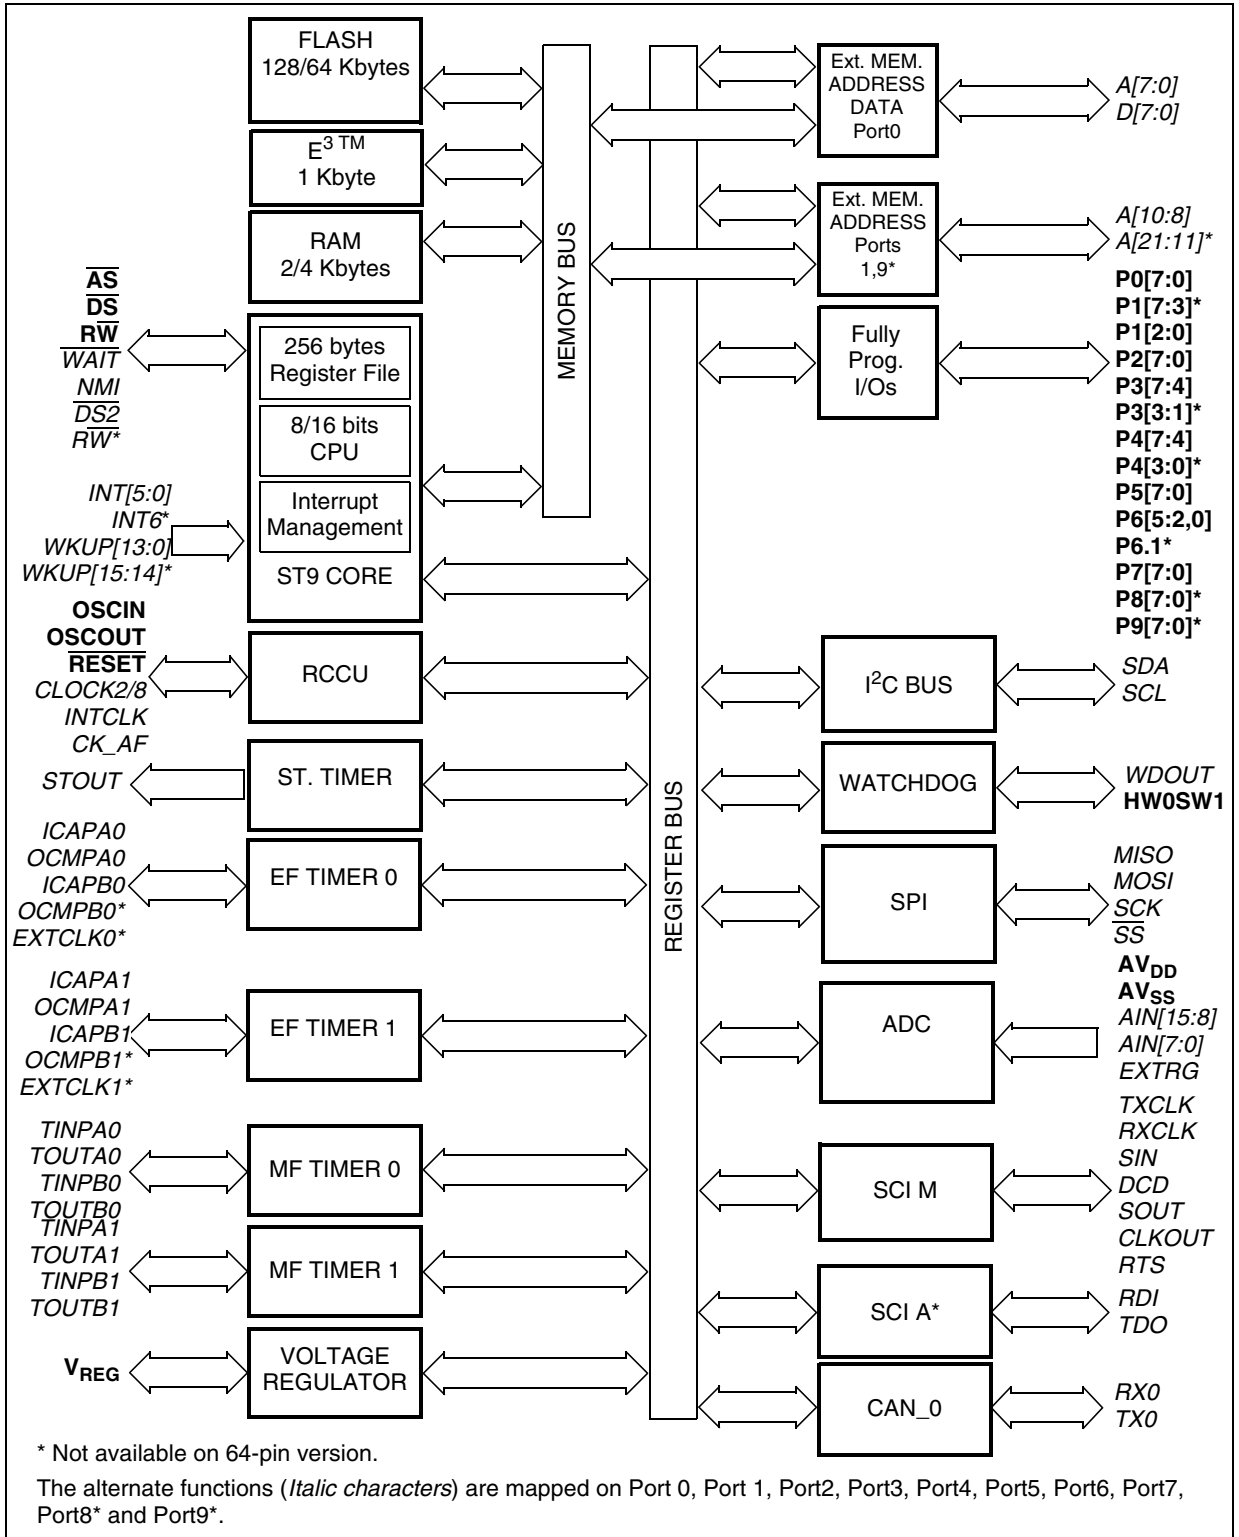 FLASH
128/64 Kbytes
E3 TM
1 Kbyte
RAM
2/4 Kbytes
A̅S̅
D̅S̅
RW̅
W̅A̅I̅T̅
NMI
D̅S̅2̅
RW̅*
256 bytes
Register File
8/16 bits
CPU
Interrupt
Management
ST9 CORE
INT[5:0]
INT6*
WKUP[13:0]
WKUP[15:14]*
OSCIN
OSCOUT
R̅E̅S̅E̅T̅
CLOCK2/8
INTCLK
CK_AF
RCCU
STOUT
ST. TIMER
ICAPA0
OCMPA0
ICAPB0
OCMPB0*
EXTCLK0*
EF TIMER 0
ICAPA1
OCMPA1
ICAPB1
OCMPB1*
EXTCLK1*
EF TIMER 1
TINPA0
TOUTA0
TINPB0
TOUTB0
MF TIMER 0
TINPA1
TOUTA1
TINPB1
TOUTB1
MF TIMER 1
VREG
VOLTAGE
REGULATOR
MEMORY BUS
REGISTER BUS
Ext. MEM.
ADDRESS
DATA
Port0
A[7:0]
D[7:0]
Ext. MEM.
ADDRESS
Ports
1,9*
A[10:8]
A[21:11]*
Fully
Prog.
I/Os
P0[7:0]
P1[7:3]*
P1[2:0]
P2[7:0]
P3[7:4]
P3[3:1]*
P4[7:4]
P4[3:0]*
P5[7:0]
P6[5:2,0]
P6.1*
P7[7:0]
P8[7:0]*
P9[7:0]*
I2C BUS
SDA
SCL
WATCHDOG
WDOUT
HW0SW1
SPI
MISO
MOSI
SCK
S̅S̅
ADC
AVDD
AVSS
AIN[15:8]
AIN[7:0]
EXTRG
SCI M
TXCLK
RXCLK
SIN
DCD
SOUT
CLKOUT
RTS
SCI A*
RDI
TDO
CAN_0
RX0
TX0
* Not available on 64-pin version.
The alternate functions (Italic characters) are mapped on Port 0, Port 1, Port2, Port3, Port4, Port5, Port6, Port7,
Port8* and Port9*.